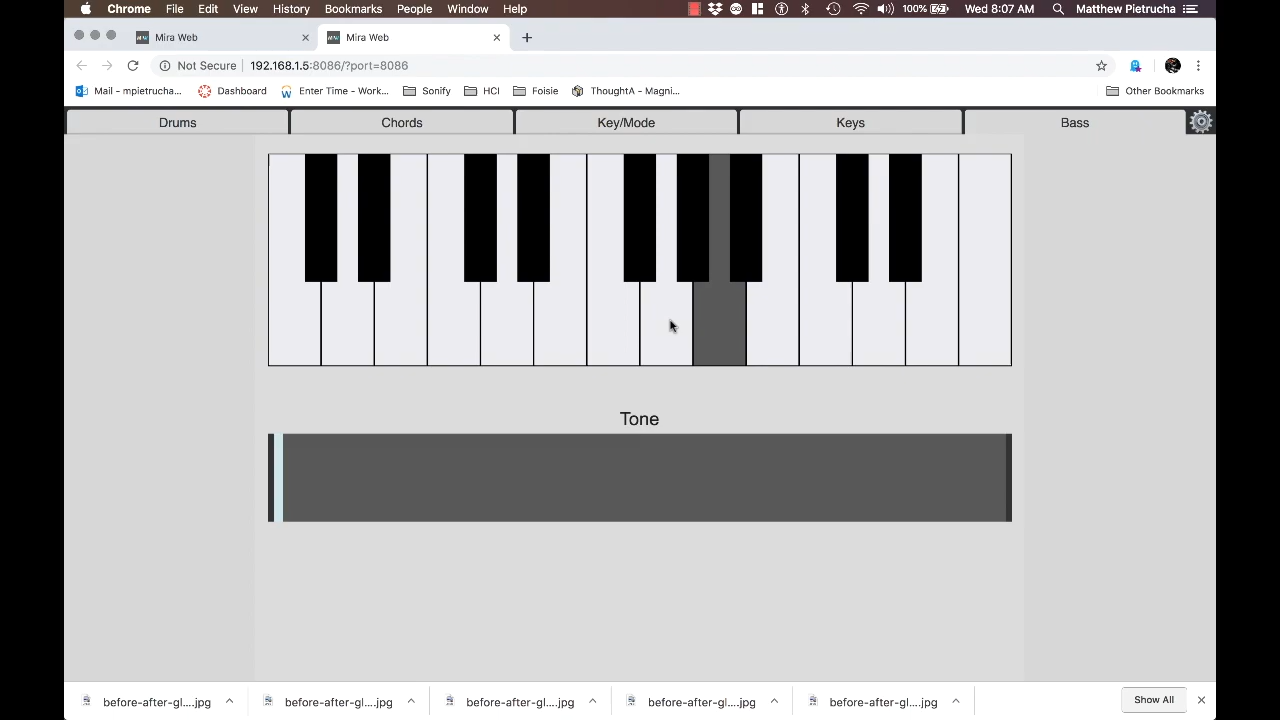 Chrome File Edit View History Bookmarks People Window Help 100% Wed 8:07 AM Matthew Pietrucha
Mira Web Mira Web
Not Secure 192.168.1.5:8086/?port=8086
Mail - mpietrucha... Dashboard Enter Time - Work... Sonify HCI Foisie ThoughtA - Magni... Other Bookmarks
Drums Chords Key/Mode Keys Bass
Tone
before-after-gl....jpg before-after-gl....jpg before-after-gl....jpg before-after-gl....jpg before-after-gl....jpg Show All